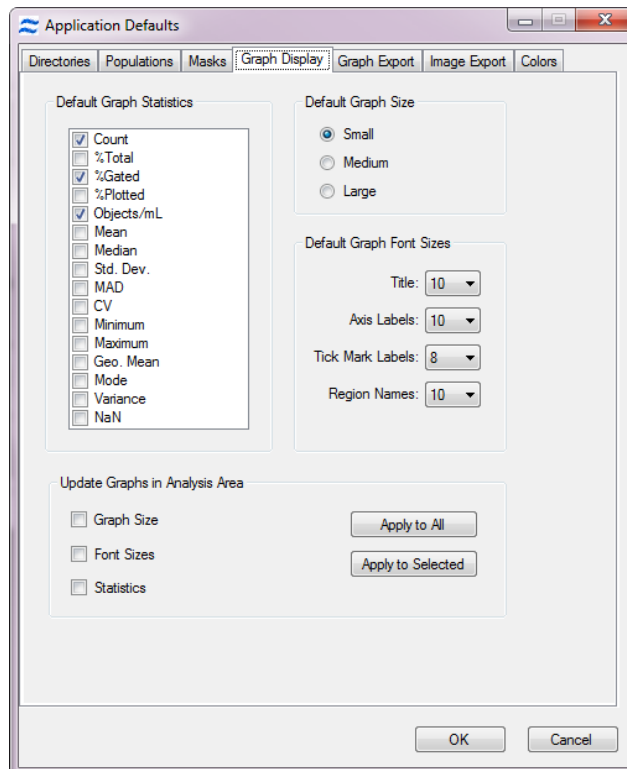 Application Defaults
Directories Populations Masks Graph Display Graph Export Image Export Colors
Default Graph Statistics
Count
%Total
%Gated
%Plotted
Objects/mL
Mean
Median
Std. Dev.
MAD
CV
Minimum
Maximum
Geo. Mean
Mode
Variance
NaN
Default Graph Size
Small
Medium
Large
Default Graph Font Sizes
Title: 10
Axis Labels: 10
Tick Mark Labels: 8
Region Names: 10
Update Graphs in Analysis Area
Graph Size
Font Sizes
Statistics
Apply to All
Apply to Selected
OK Cancel